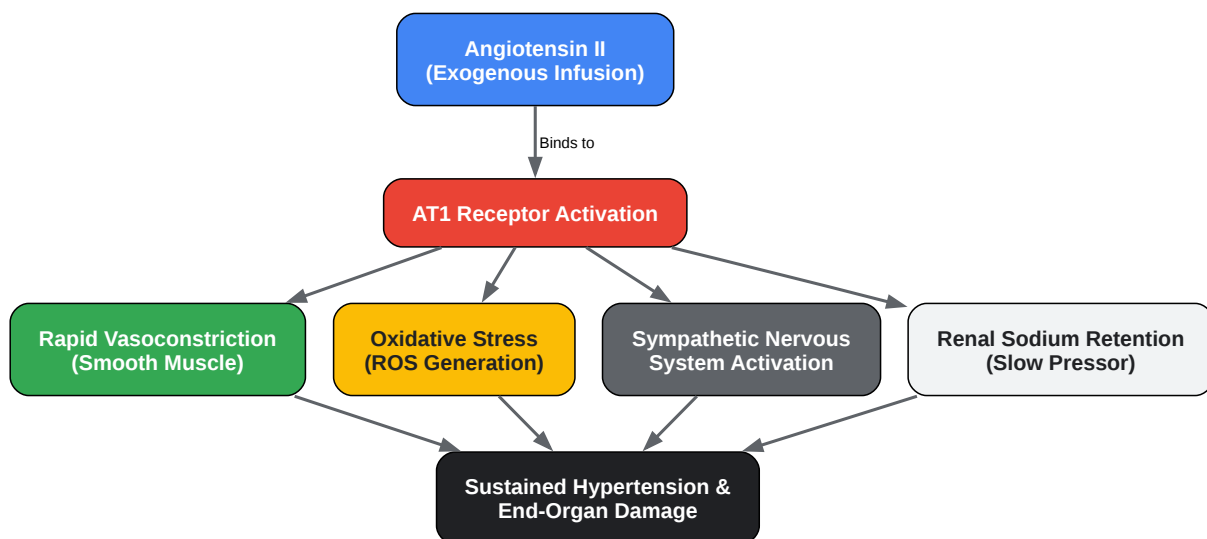 Angiotensin II
(Exogenous Infusion)
Binds to
AT1 Receptor Activation
Rapid Vasoconstriction
(Smooth Muscle)
Oxidative Stress
(ROS Generation)
Sympathetic Nervous
System Activation
Renal Sodium Retention
(Slow Pressor)
Sustained Hypertension &
End-Organ Damage